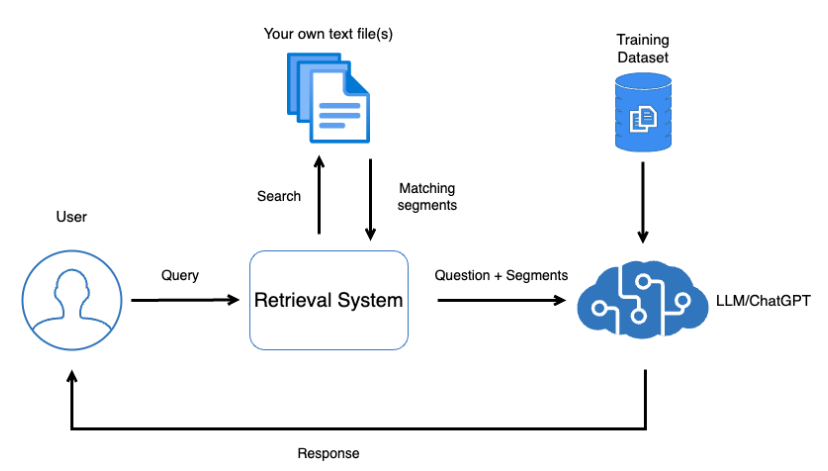 Your own text file(s)
Training
Dataset
Search
Matching
segments
User
Query
Retrieval System
Question + Segments
LLM/ChatGPT
Response